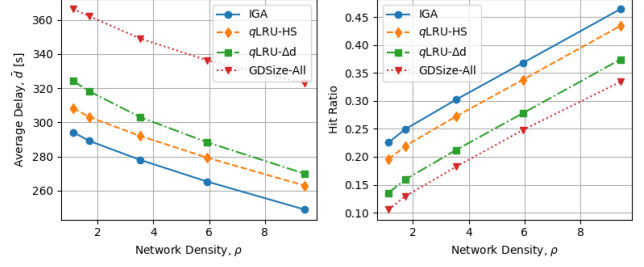 360
340
320
300
280
260
Average Delay, d̄ [s]
IGA
qLRU-HS
qLRU-Δd
GDSize-All
2
4
6
8
Network Density, ρ
0.45
0.40
0.35
0.30
0.25
0.20
0.15
0.10
Hit Ratio
IGA
qLRU-HS
qLRU-Δd
GDSize-All
2
4
6
8
Network Density, ρ